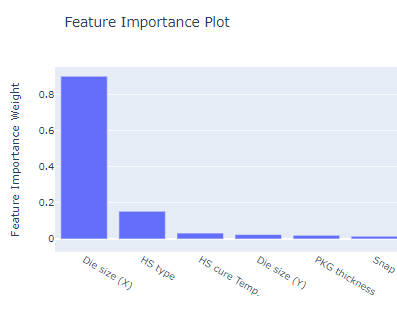 Feature Importance Plot
Feature Importance Weight
0.8
0.6
0.4
0.2
0
Die size (X)
HS type
HS cure Temp.
Die size (Y)
PKG thickness
Snap